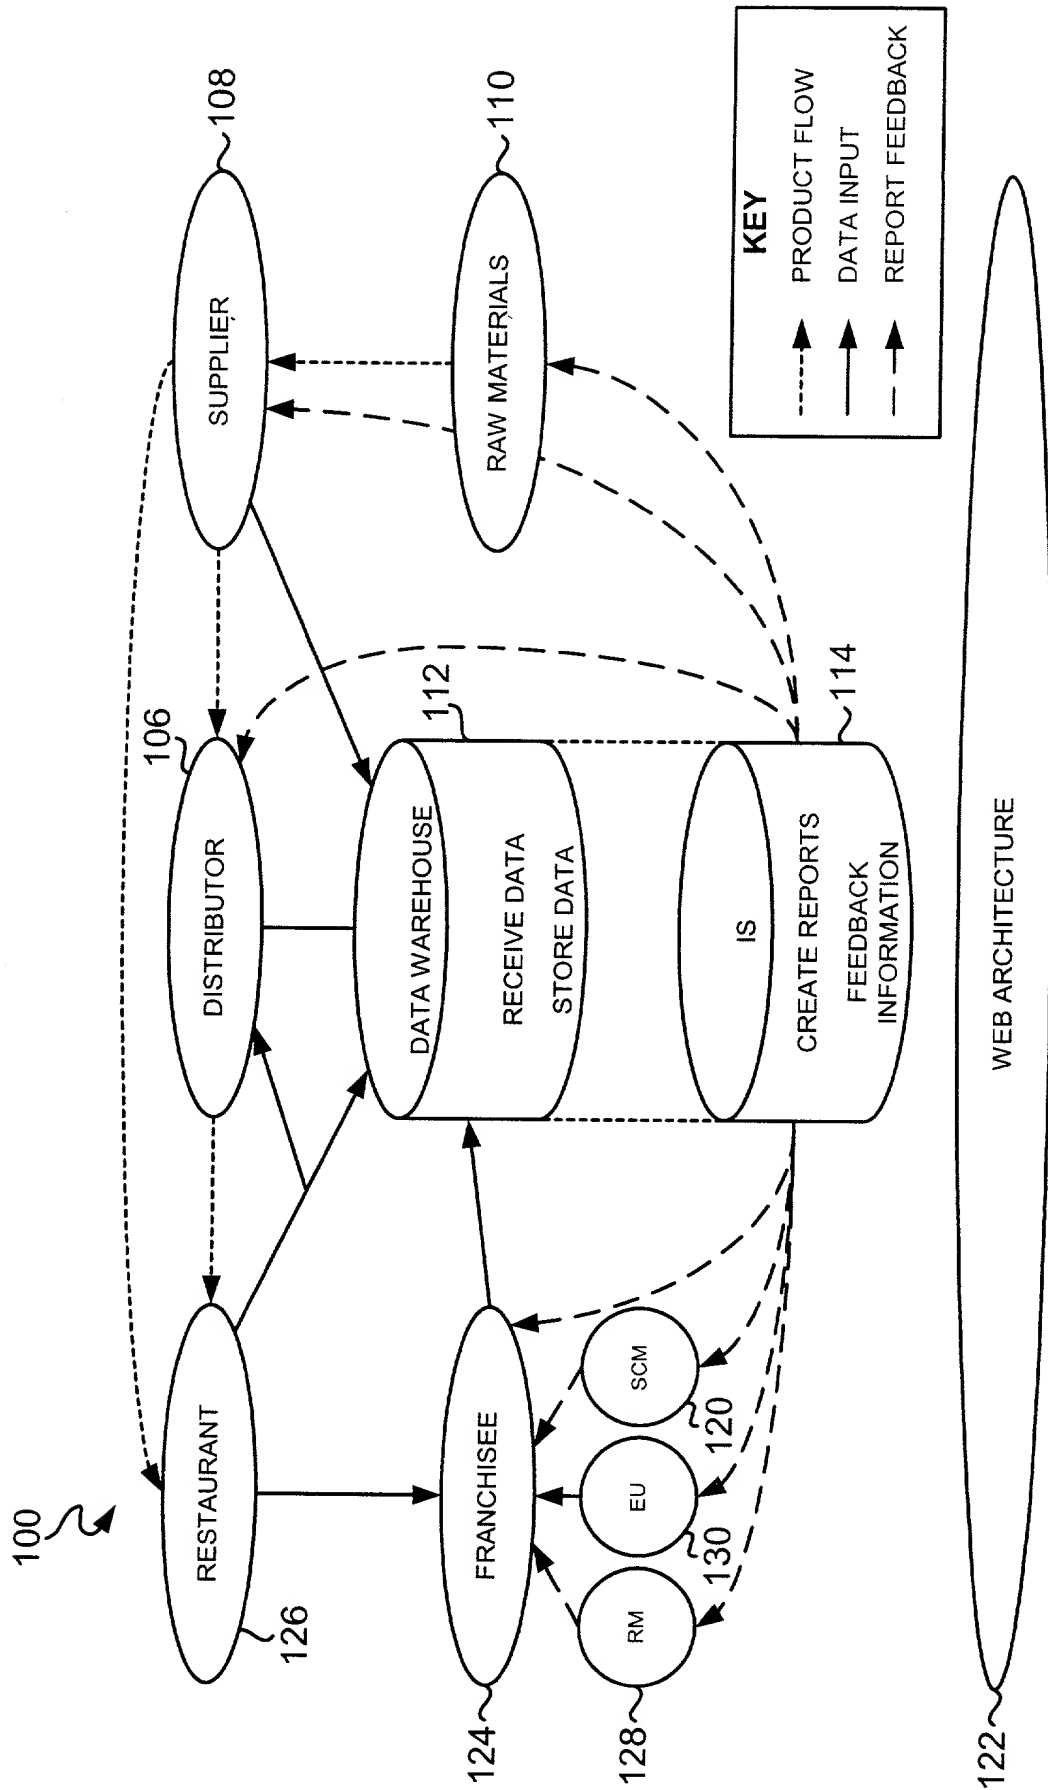 100
126
RESTAURANT
106
DISTRIBUTOR
108
SUPPLIER
124
FRANCHISEE
112
DATA WAREHOUSE
RECEIVE DATA
STORE DATA
110
RAW MATERIALS
128
RM
130
EU
120
SCM
114
IS
CREATE REPORTS
FEEDBACK
INFORMATION
KEY
PRODUCT FLOW
DATA INPUT
REPORT FEEDBACK
122
WEB ARCHITECTURE